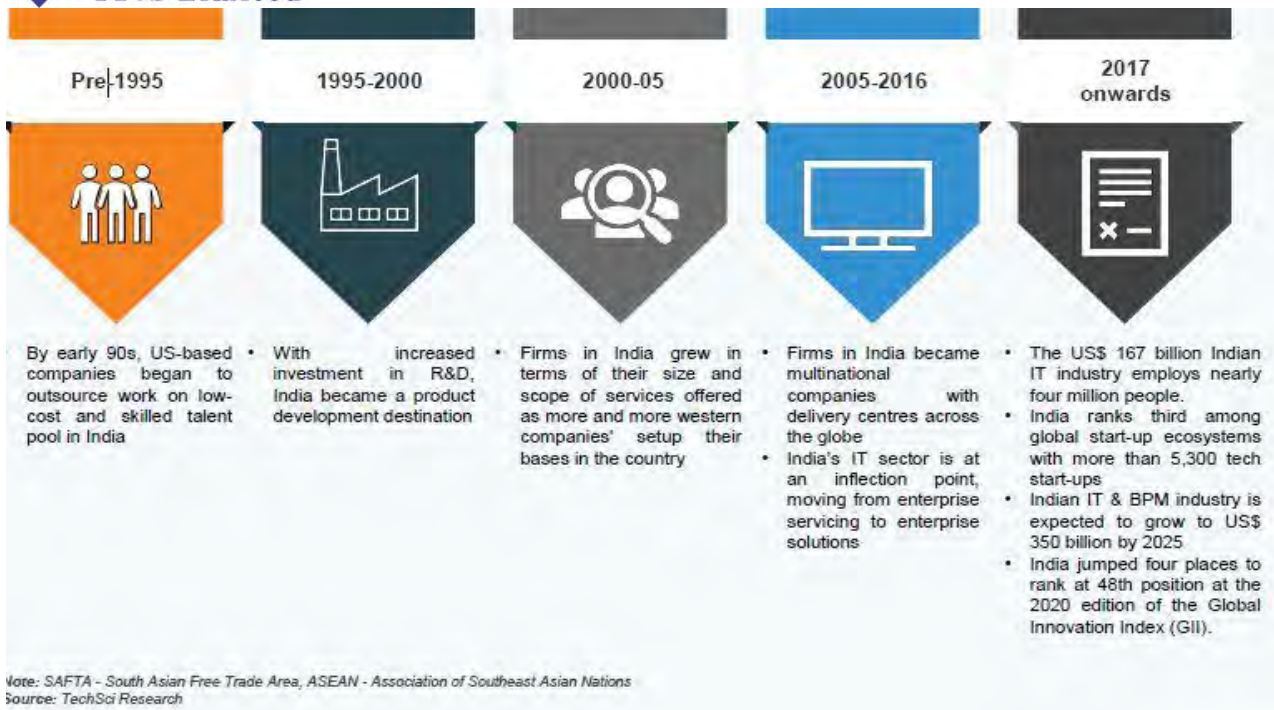 Pre-1995
1995-2000
2000-05
2005-2016
2017
onwards
By early 90s, US-based
companies began to
outsource work on low-
cost and skilled talent
pool in India
• With increased
investment in R&D,
India became a product
development destination
• Firms in India grew in
terms of their size and
scope of services offered
as more and more western
companies' setup their
bases in the country
• Firms in India became
multinational
companies with
delivery centres across
the globe
• India's IT sector is at
an inflection point,
moving from enterprise
servicing to enterprise
solutions
• The US$ 167 billion Indian
IT industry employs nearly
four million people.
• India ranks third among
global start-up ecosystems
with more than 5,300 tech
start-ups
• Indian IT & BPM industry is
expected to grow to US$
350 billion by 2025
• India jumped four places to
rank at 48th position at the
2020 edition of the Global
Innovation Index (GII).
Note: SAFTA - South Asian Free Trade Area, ASEAN - Association of Southeast Asian Nations
Source: TechSci Research